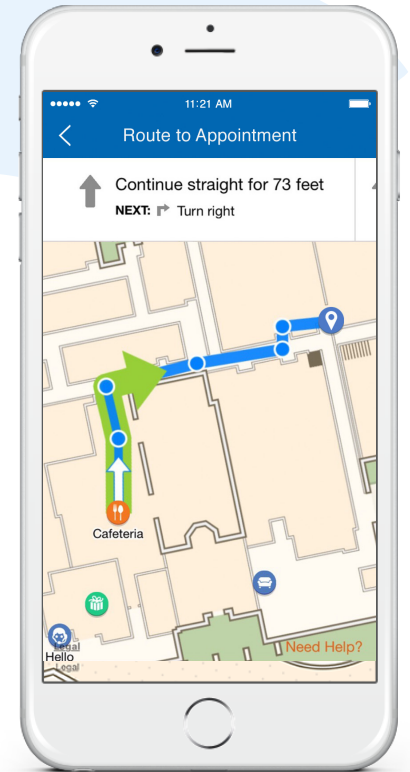 11:21 AM
Route to Appointment
Continue straight for 73 feet
NEXT: Turn right
Cafeteria
Legal
Hello
Legal
Need Help?